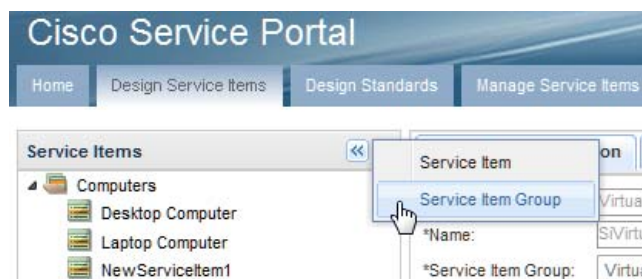 Cisco Service Portal
Home Design Service Items Design Standards Manage Service Items
Service Items
Service Item
on
Computers
Service Item Group
Desktop Computer
*Name:
Laptop Computer
NewServiceItem1
*Service Item Group: